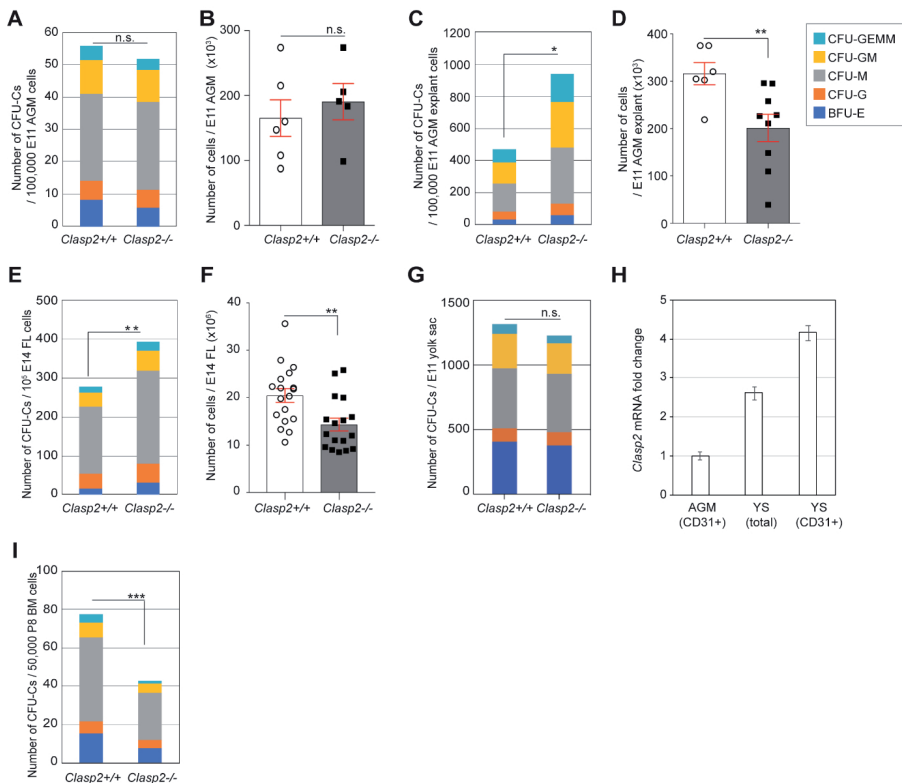 A
Number of CFU-Cs
/ 100,000 E11 AGM cells
60
50
40
30
20
10
0
n.s.
Clasp2+/+ Clasp2-/-
B
Number of cells / E11 AGM (x10³)
300
200
100
0
n.s.
Clasp2+/+ Clasp2-/-
C
Number of CFU-Cs
/ 100,000 E11 AGM explant cells
1200
1000
800
600
400
200
0
*
Clasp2+/+ Clasp2-/-
D
Number of cells
/ E11 AGM explant (x10³)
400
300
200
100
0
**
Clasp2+/+ Clasp2-/-
CFU-GEMM
CFU-GM
CFU-M
CFU-G
BFU-E
E
Number of CFU-Cs / 10⁵ E14 FL cells
500
400
300
200
100
0
**
Clasp2+/+ Clasp2-/-
F
Number of cells / E14 FL (x10⁶)
40
30
20
10
0
**
Clasp2+/+ Clasp2-/-
G
Number of CFU-Cs / E11 yolk sac
1500
1000
500
0
n.s.
Clasp2+/+ Clasp2-/-
H
Clasp2 mRNA fold change
5
4
3
2
1
0
AGM YS YS
(CD31+) (total) (CD31+)
I
Number of CFU-Cs / 50,000 P8 BM cells
100
80
60
40
20
0
***
Clasp2+/+ Clasp2-/-